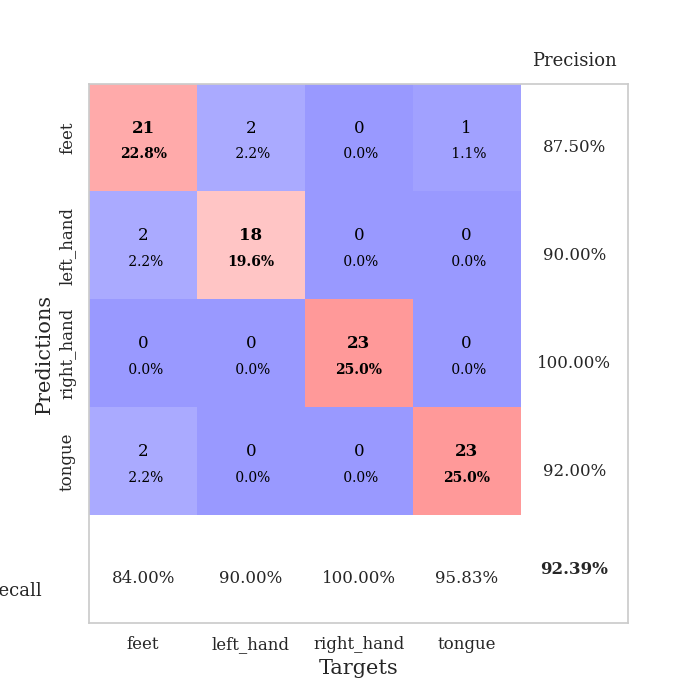 Precision
feet
21 2 0 1
22.8% 2.2% 0.0% 1.1%
87.50%
left_hand
2 18 0 0
2.2% 19.6% 0.0% 0.0%
90.00%
Predictions
right_hand
0 0 23 0
0.0% 0.0% 25.0% 0.0%
100.00%
tongue
2 0 0 23
2.2% 0.0% 0.0% 25.0%
92.00%
ecall
84.00% 90.00% 100.00% 95.83% 92.39%
feet left_hand right_hand tongue
Targets